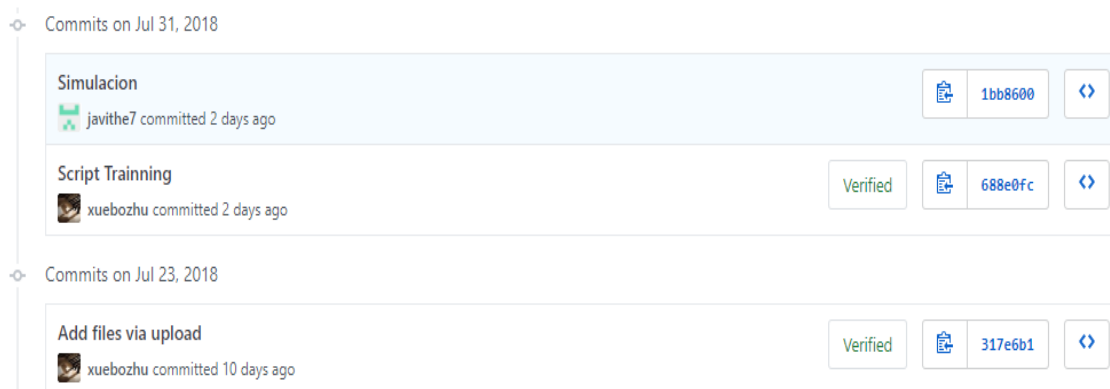 Commits on Jul 31, 2018
Simulacion
1bb8600
javithe7 committed 2 days ago
Script Trainning
Verified
688e0fc
xuebozhu committed 2 days ago
Commits on Jul 23, 2018
Add files via upload
Verified
317e6b1
xuebozhu committed 10 days ago